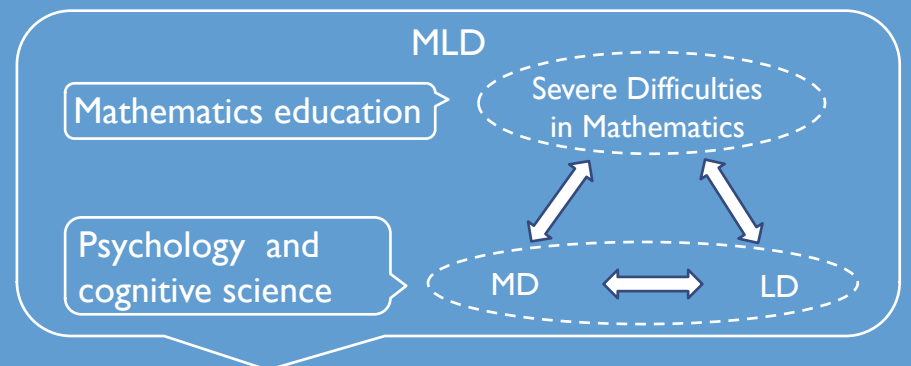 MLD
Mathematics education
Severe Difficulties
in Mathematics
Psychology and
cognitive science
MD
LD